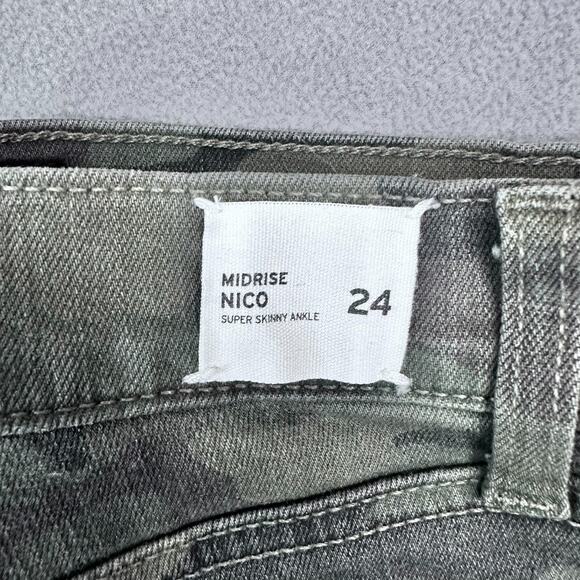 MIDRISE
NICO 24
SUPER SKINNY ANKLE